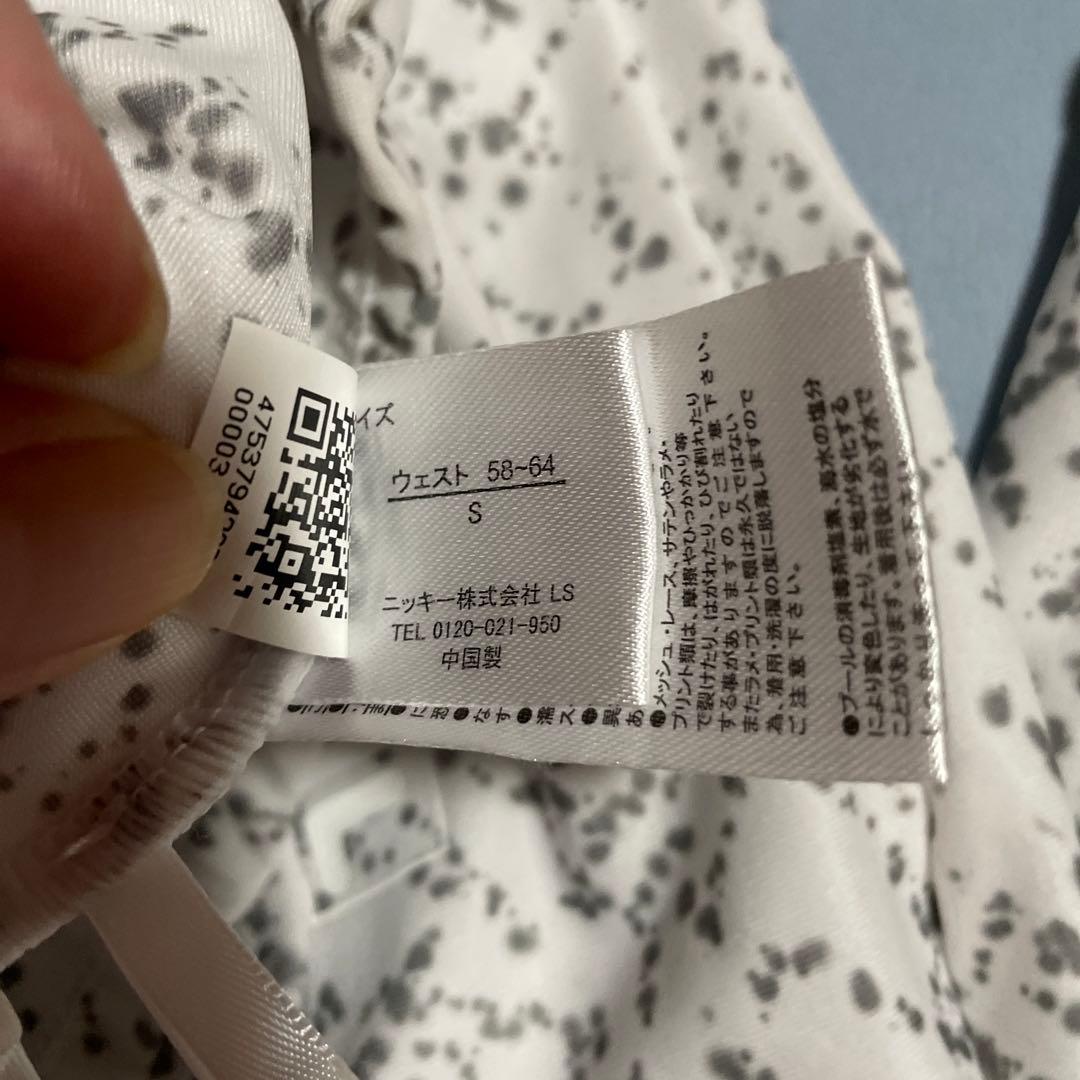 4753794
00003
イズ
ウェスト 58~64
S
ニッキー株式会社 LS
TEL 0120-021-950
中国製
●メッシュ・レース、サテンやラメ、
プリント類は、摩擦やひっかかり等
で裂けたり、はがれたり、ひび割れたり
する事がありますのでご注意下さい。
またラメ・プリント類は永久ではない
為、着用・洗濯の度に脱落しますので
ご注意下さい。
●プールの消毒剤塩素、海水の塩分
により変色したり、生地が劣化する
ことがあります。着用後は必ず水で